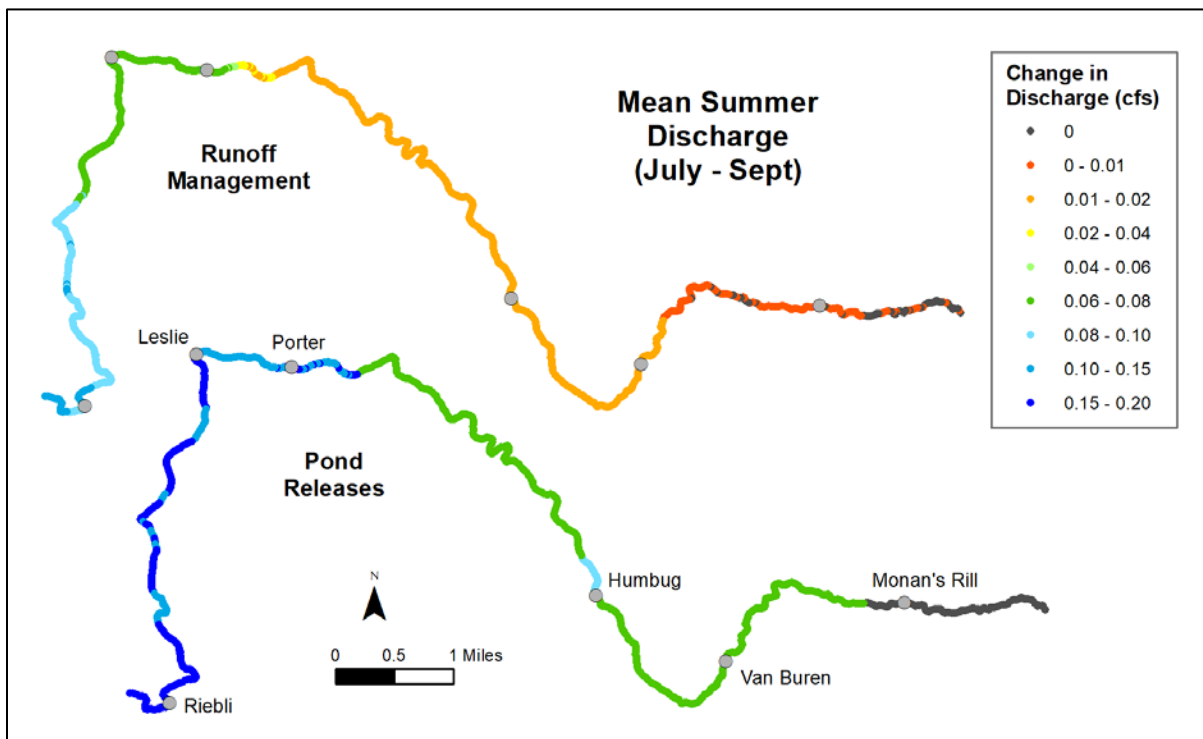 Mean Summer
Discharge
(July - Sept)
Change in
Discharge (cfs)
0
0 - 0.01
0.01 - 0.02
0.02 - 0.04
0.04 - 0.06
0.06 - 0.08
0.08 - 0.10
0.10 - 0.15
0.15 - 0.20
Runoff
Management
Leslie
Porter
Pond
Releases
Humbug
Monan's Rill
Van Buren
Riebli
N
0 0.5 1 Miles